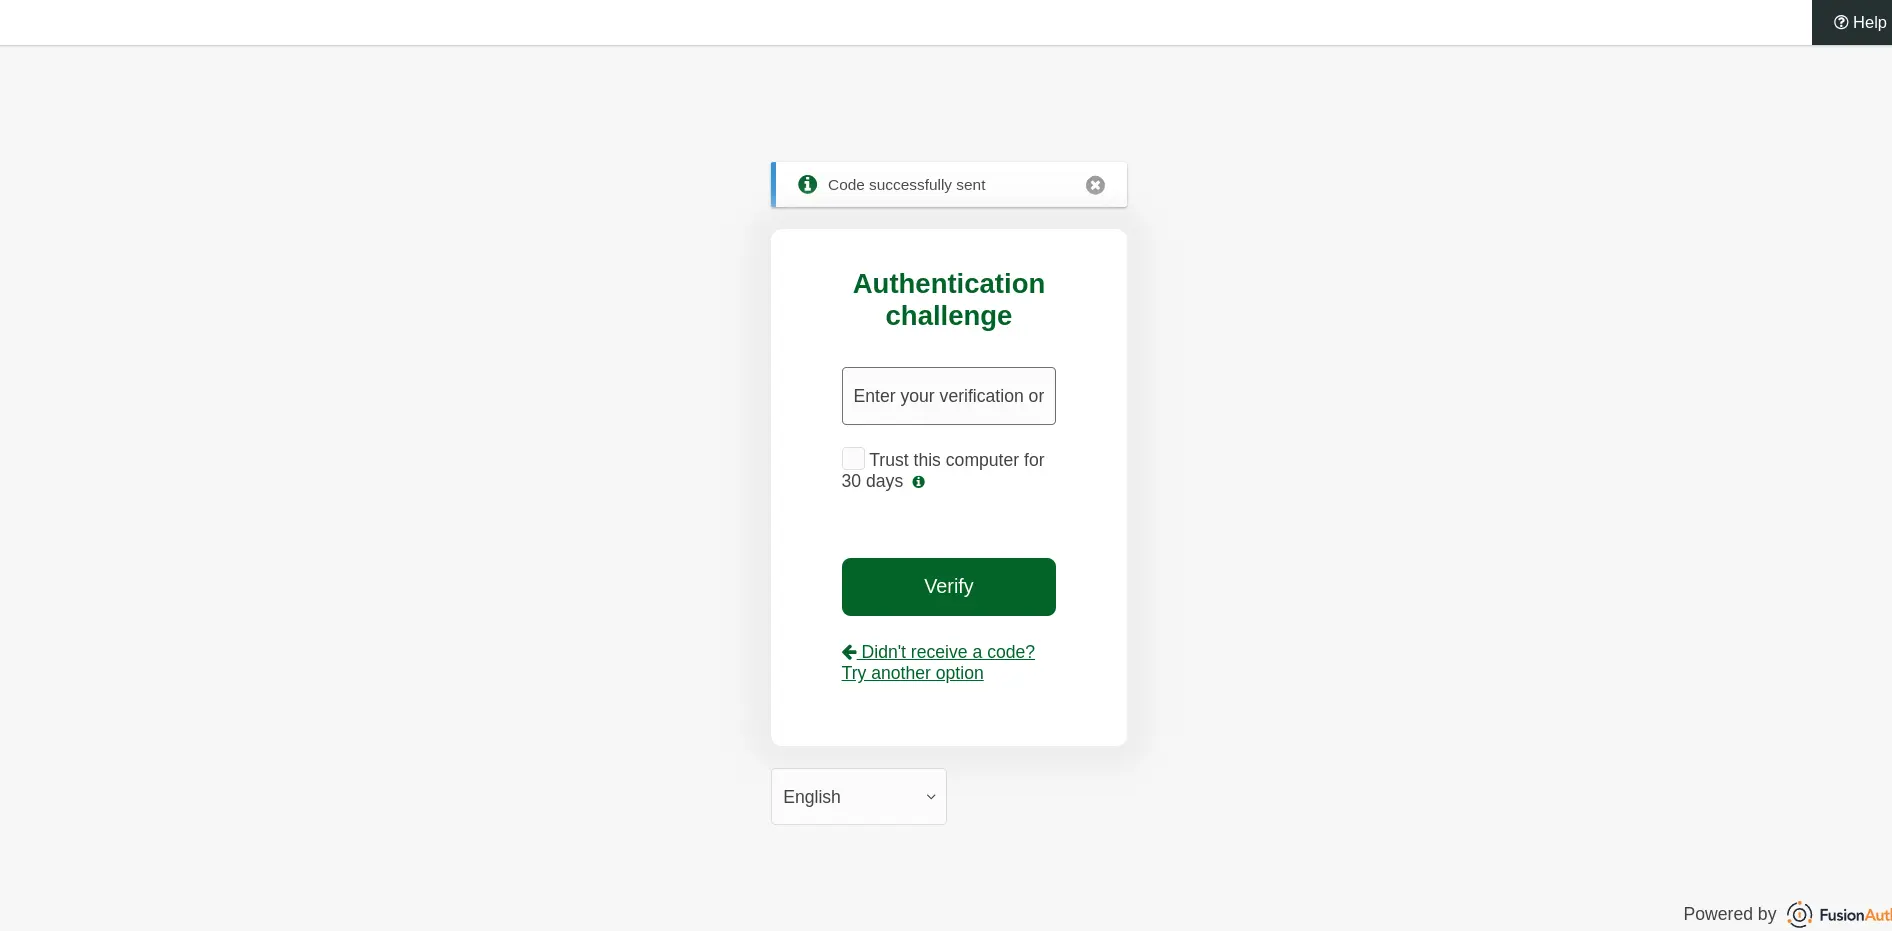 Help
Code successfully sent
Authentication
challenge
Enter your verification or
Trust this computer for
30 days
Verify
Didn't receive a code?
Try another option
English
Powered by FusionAuth